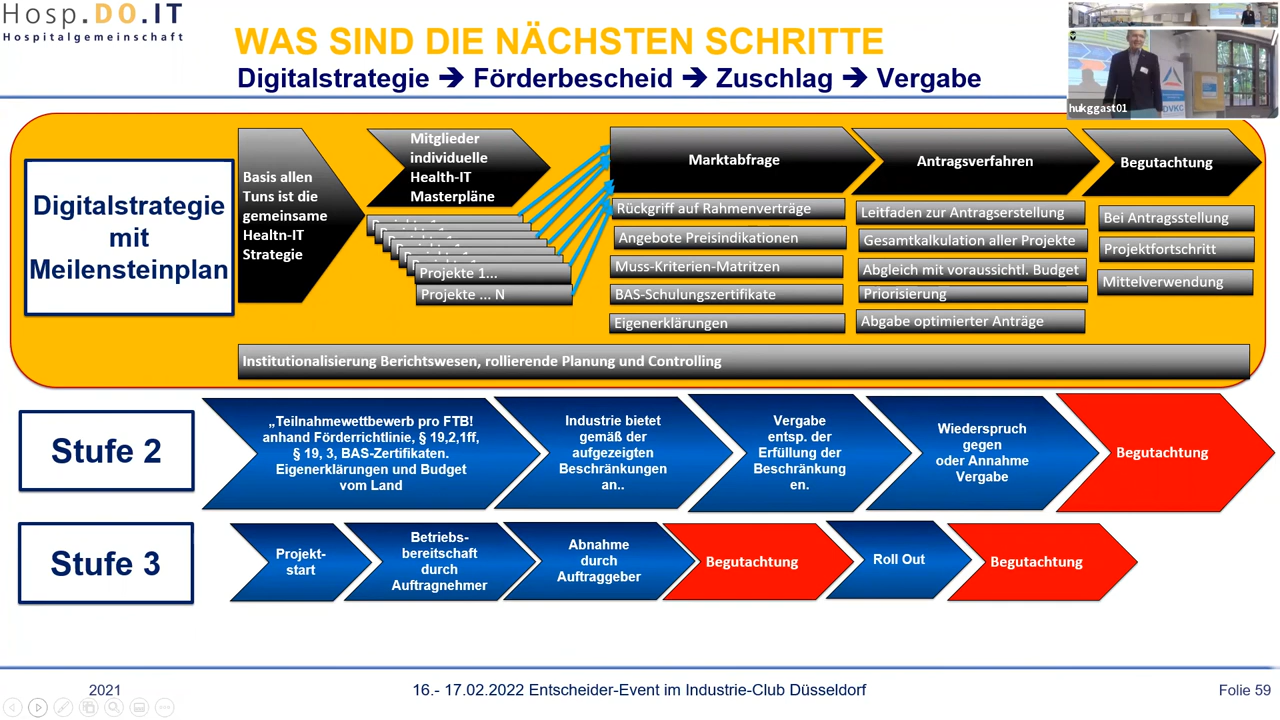 Hosp.DO.IT
Hospitalgemeinschaft
WAS SIND DIE NÄCHSTEN SCHRITTE
Digitalstrategie ➔ Förderbescheid ➔ Zuschlag ➔ Vergabe
hukggast01
DVKC
Digitalstrategie
mit
Meilensteinplan
Basis allen
Tuns ist die
gemeinsame
Healtn-IT
Strategie
Mitglieder
individuelle
Health-IT
Masterpläne
Projekte 1...
Projekte ... N
Marktabfrage
Rückgriff auf Rahmenverträge
Angebote Preisindikationen
Muss-Kriterien-Matritzen
BAS-Schulungszertifikate
Eigenerklärungen
Antragsverfahren
Leitfaden zur Antragserstellung
Gesamtkalkulation aller Projekte
Abgleich mit voraussichtl. Budget
Priorisierung
Abgabe optimierter Anträge
Begutachtung
Bei Antragsstellung
Projektfortschritt
Mittelverwendung
Institutionalisierung Berichtswesen, rollierende Planung und Controlling
Stufe 2
„Teilnahmewettbewerb pro FTB!
anhand Förderrichtlinie, § 19,2,1ff,
§ 19, 3, BAS-Zertifikaten.
Eigenerklärungen und Budget
vom Land
Industrie bietet
gemäß der
aufgezeigten
Beschränkungen
an..
Vergabe
entsp. der
Erfüllung der
Beschränkung
en.
Wiederspruch
gegen
oder Annahme
Vergabe
Begutachtung
Stufe 3
Projekt-
start
Betriebs-
bereitschaft
durch
Auftragnehmer
Abnahme
durch
Auftraggeber
Begutachtung
Roll Out
Begutachtung
2021
16.- 17.02.2022 Entscheider-Event im Industrie-Club Düsseldorf
Folie 59